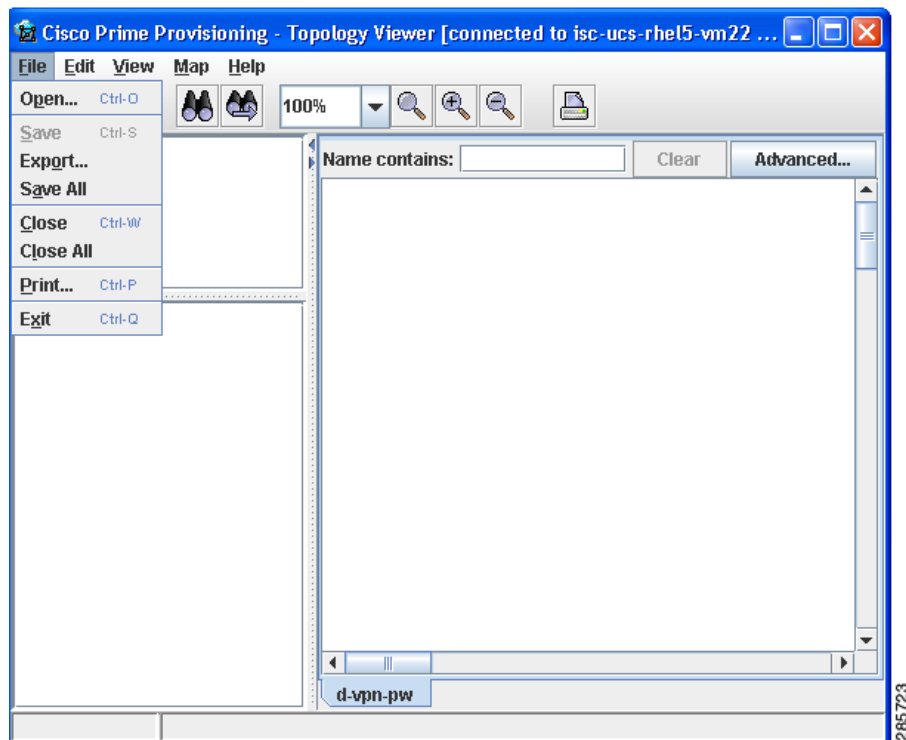 Cisco Prime Provisioning - Topology Viewer [connected to isc-ucs-rhel5-vm22 ...
File Edit View Map Help
Open... Ctrl-O
100%
Save Ctrl-S
Export...
Save All
Close Ctrl-W
Close All
Print... Ctrl-P
Exit Ctrl-Q
Name contains: Clear Advanced...
d-vpn-pw
285723